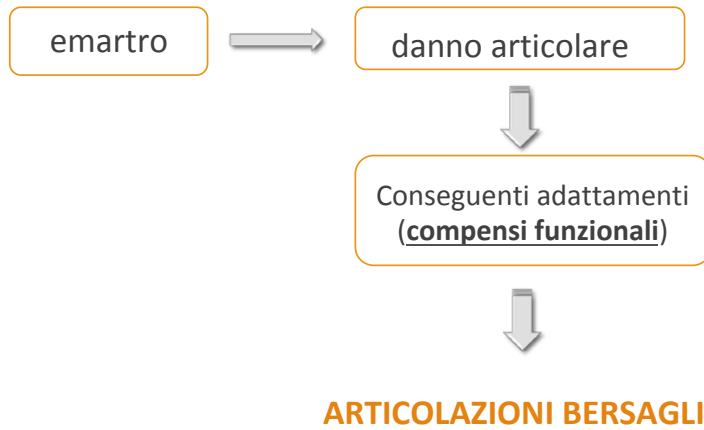 emartro
danno articolare
Conseguenti adattamenti
(compensi funzionali)
ARTICOLAZIONI BERSAGLI